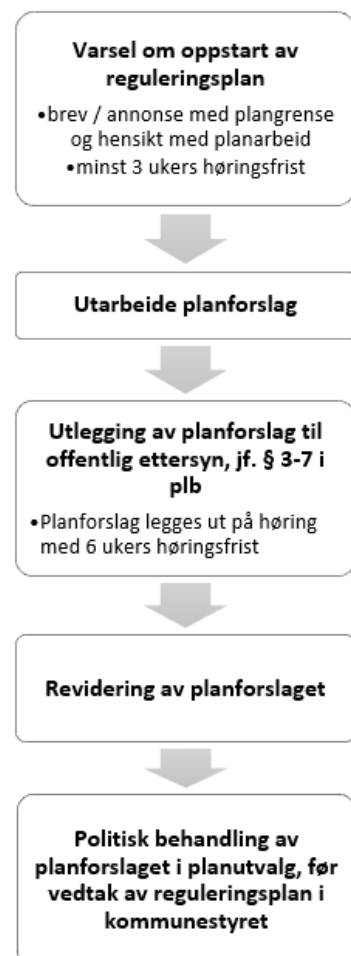 Varsel om oppstart av
reguleringsplan
•brev / annonse med plangrense
og hensikt med planarbeid
•minst 3 ukers høringsfrist
Utarbeide planforslag
Utlegging av planforslag til
offentlig ettersyn, jf. § 3-7 i
plb
•Planforslag legges ut på høring
med 6 ukers høringsfrist
Revidering av planforslaget
Politisk behandling av
planforslaget i planutvalg, før
vedtak av reguleringsplan i
kommunestyret